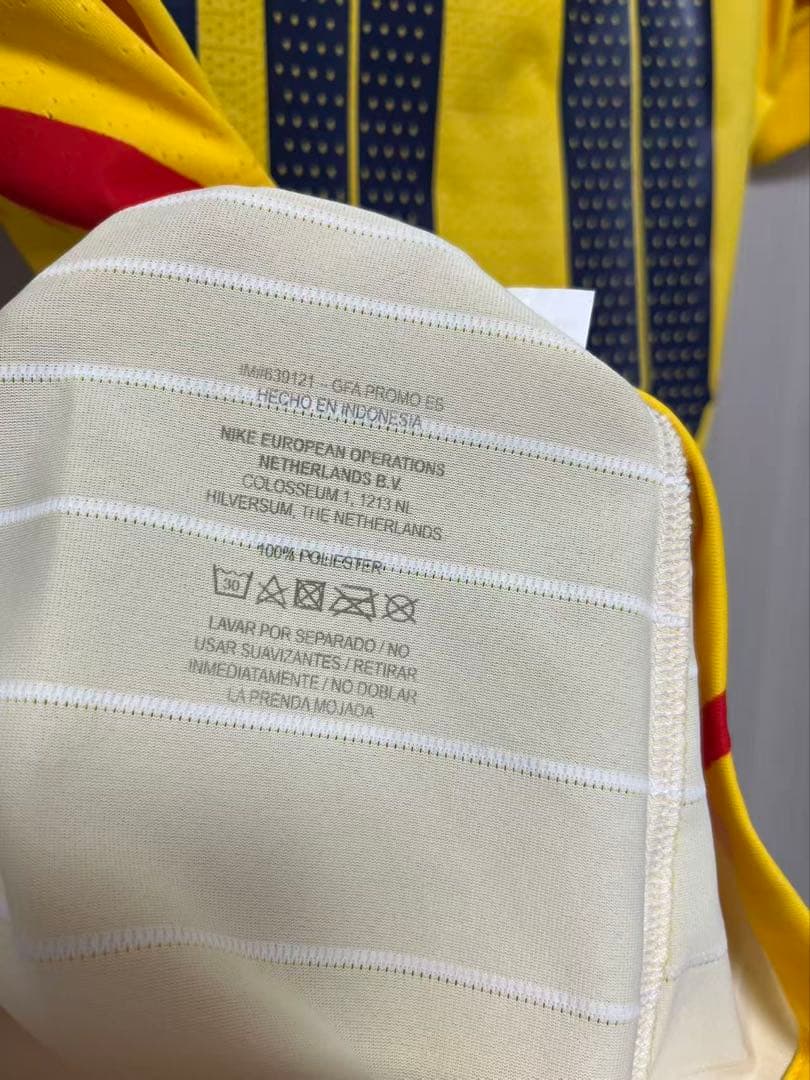 IM#639121 – GFA PROMO ES
HECHO EN INDONESIA
NIKE EUROPEAN OPERATIONS
NETHERLANDS B.V.
COLOSSEUM 1, 1213 NL
HILVERSUM, THE NETHERLANDS
100% POLIESTER
30
LAVAR POR SEPARADO / NO
USAR SUAVIZANTES / RETIRAR
INMEDIATAMENTE / NO DOBLAR
LA PRENDA MOJADA